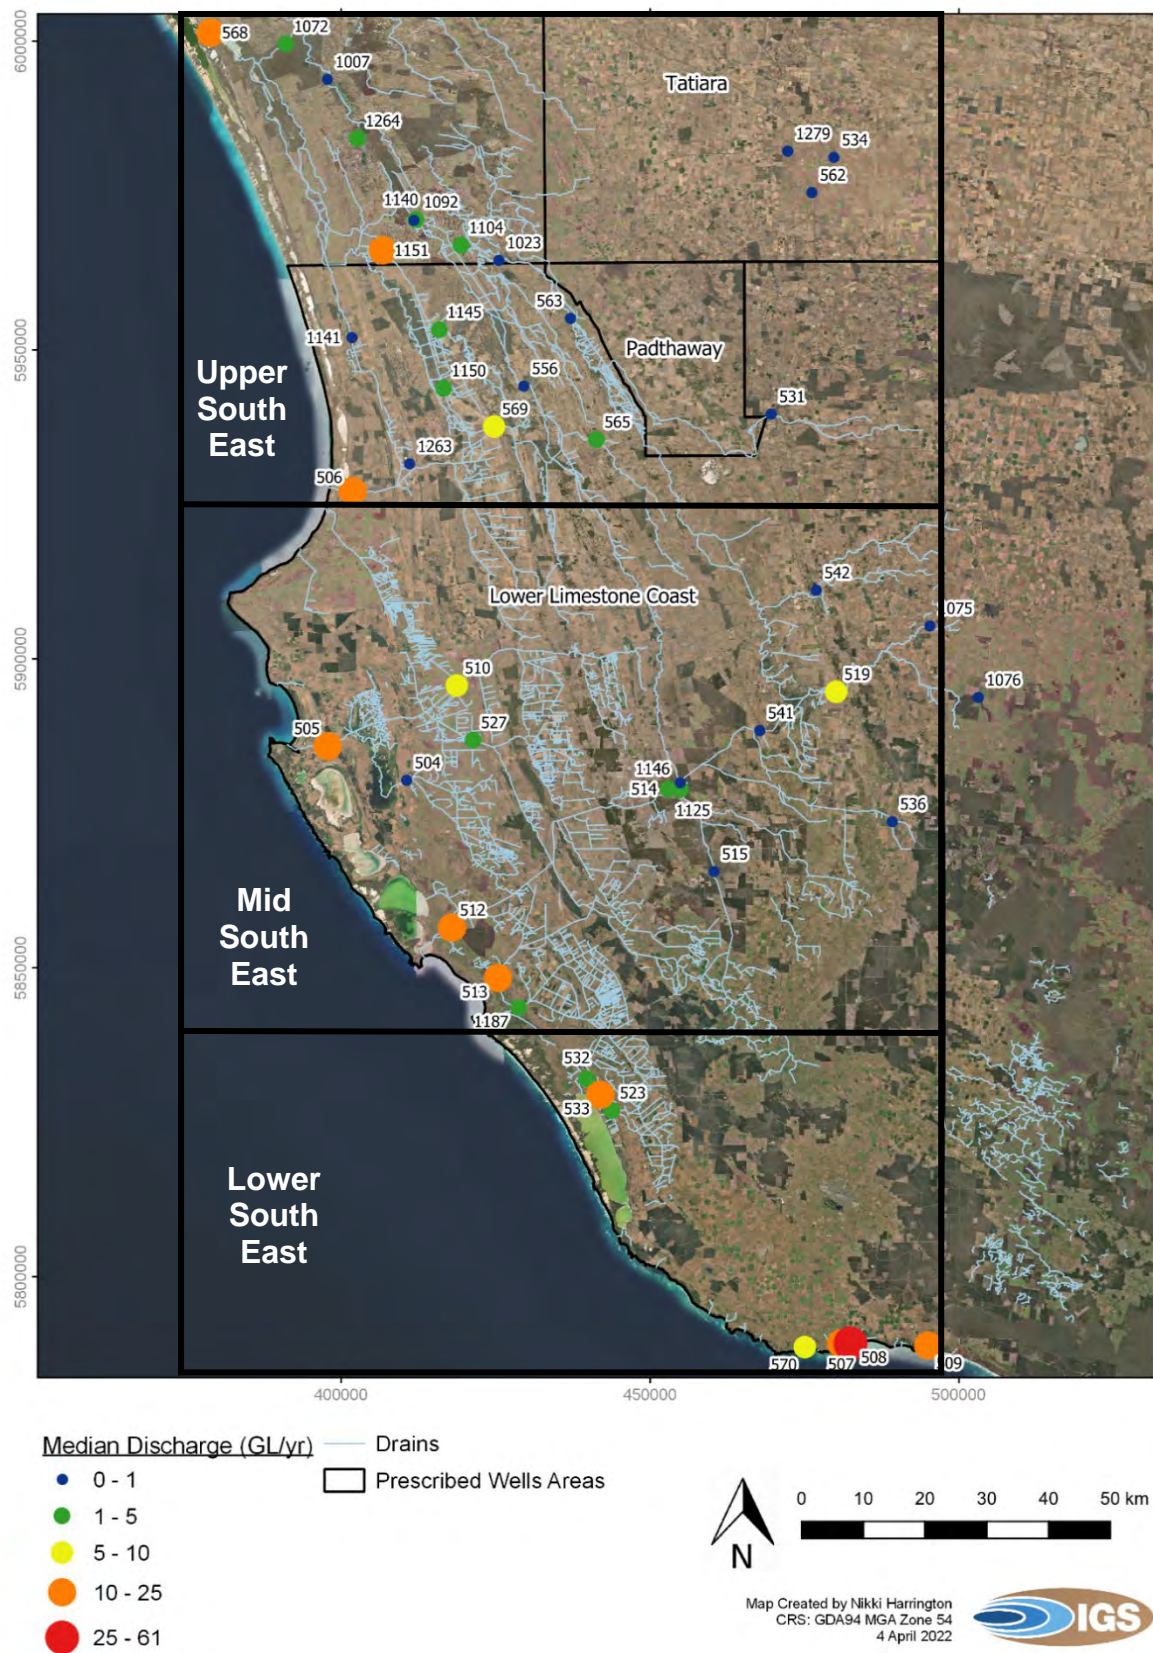 6000000
5950000
5900000
5850000
5800000
568
1072
1007
1264
Tatiara
1279
534
562
1140
1092
1104
1151
1023
563
1145
1141
Padthaway
1150
556
Upper
South
East
569
565
531
1263
506
542
Lower Limestone Coast
1075
510
519
1076
527
541
505
504
1146
514
1125
536
515
Mid
South
East
512
513
1187
532
523
533
Lower
South
East
570
507
508
509
400000
450000
500000
Median Discharge (GL/yr)
0 - 1
1 - 5
5 - 10
10 - 25
25 - 61
Drains
Prescribed Wells Areas
N
0 10 20 30 40 50 km
Map Created by Nikki Harrington
CRS: GDA94 MGA Zone 54
4 April 2022
IGS